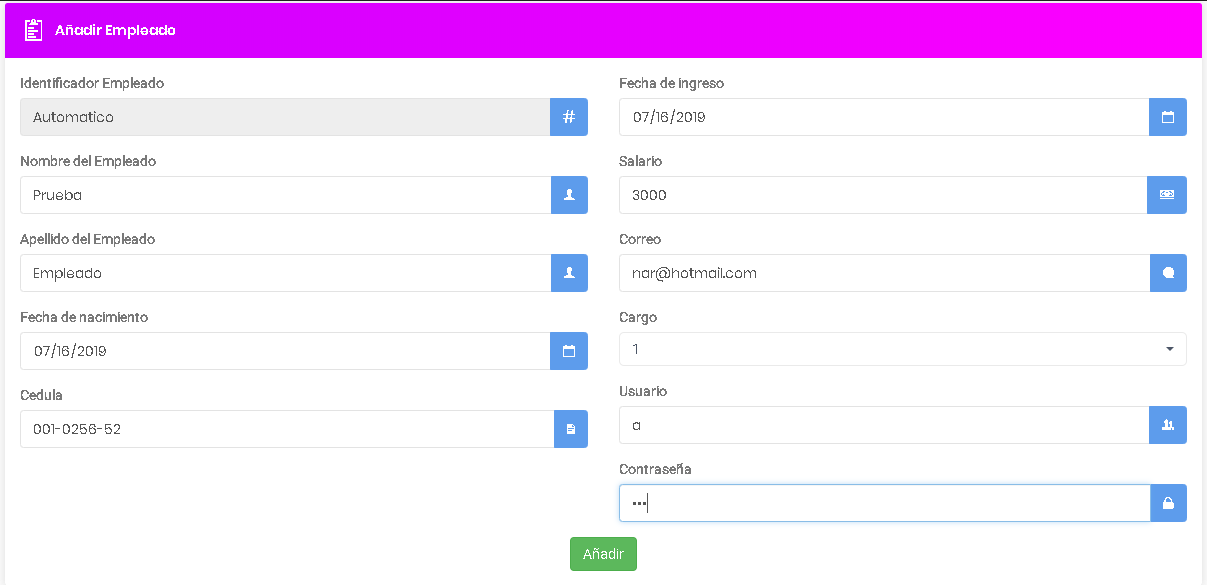 Añadir Empleado
Identificador Empleado
Automatico
#
Nombre del Empleado
Prueba
Apellido del Empleado
Empleado
Fecha de nacimiento
07/16/2019
Cedula
001-0256-52
Fecha de ingreso
07/16/2019
Salario
3000
Correo
nar@hotmail.com
Cargo
1
Usuario
a
Contraseña
•••
Añadir